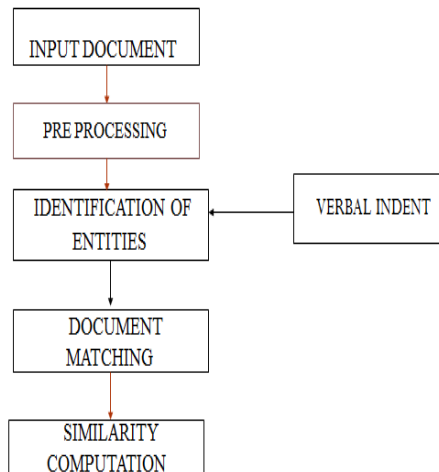 INPUT DOCUMENT
PRE PROCESSING
IDENTIFICATION OF
ENTITIES
VERBAL INDENT
DOCUMENT
MATCHING
SIMILARITY
COMPUTATION